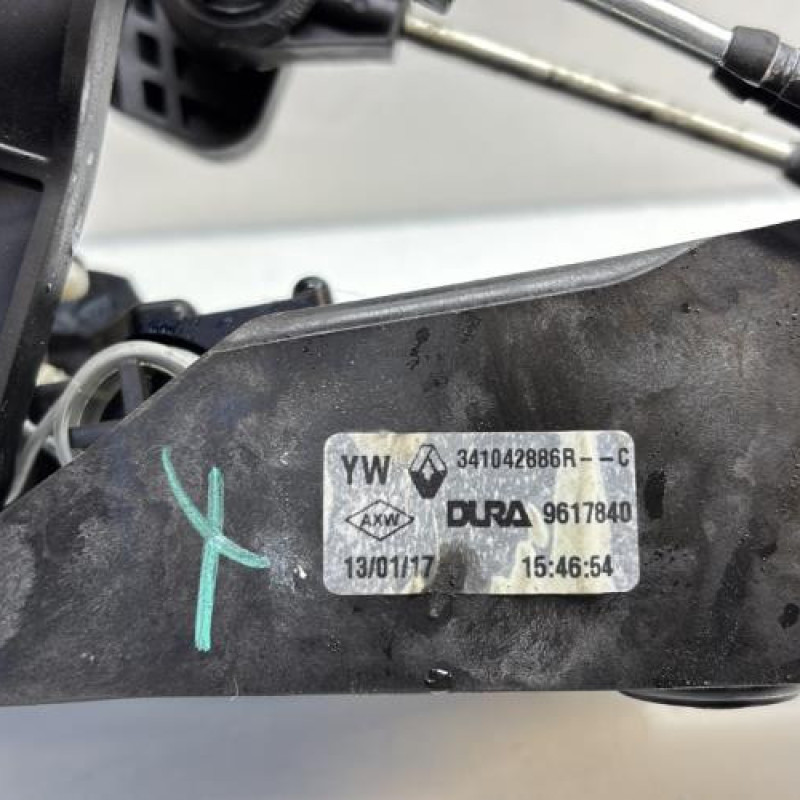 YW 341042886R--C
AXW DURA 9617840
13/01/17 15:46:54
Y